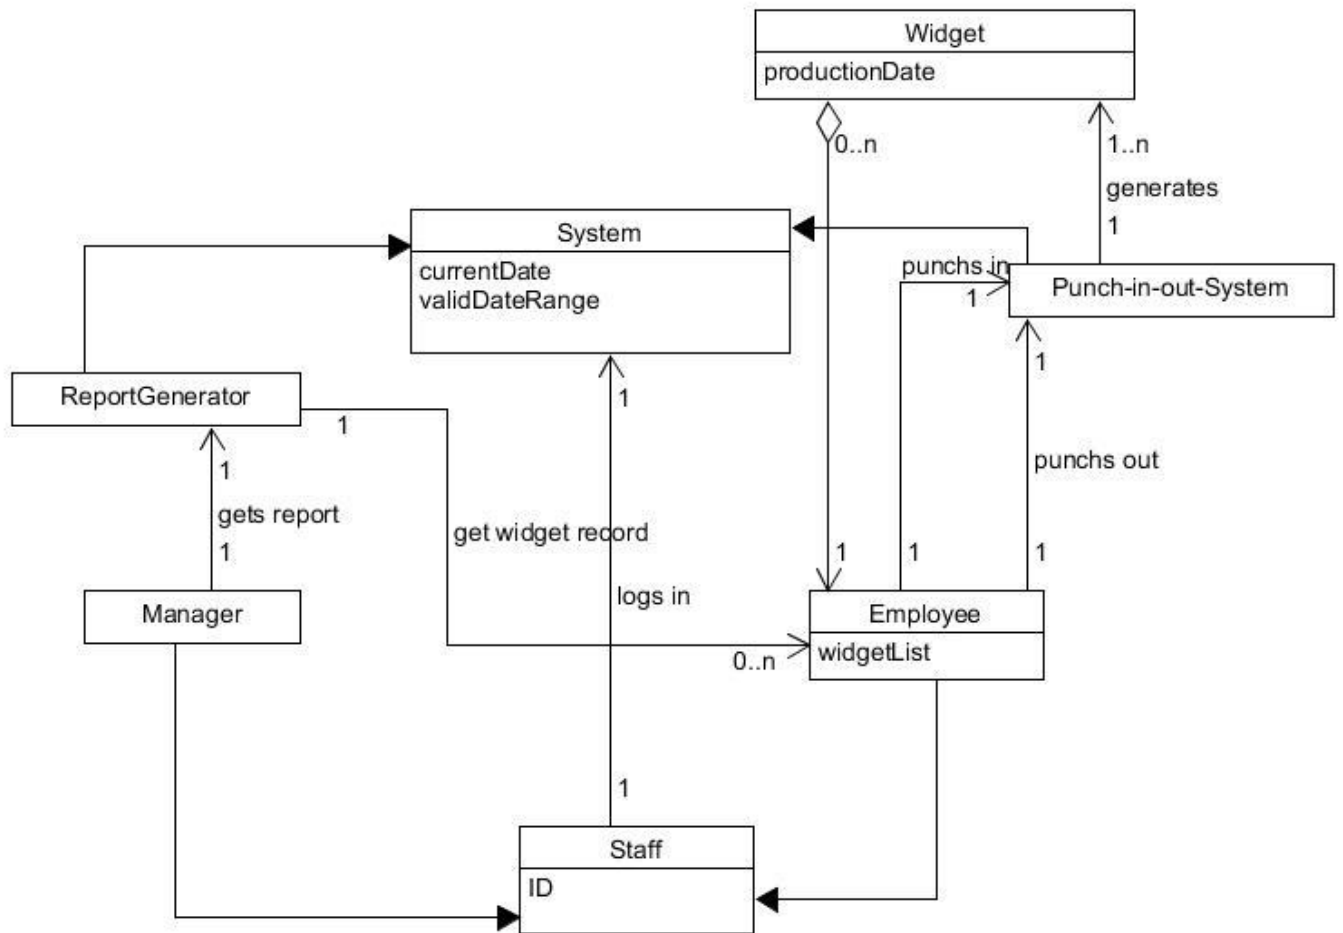 Widget
productionDate
0..n
1..n
generates
1
System
currentDate
validDateRange
punchs in
1
Punch-in-out-System
1
1
ReportGenerator
1
1
punchs out
gets report
get widget record
1
1
1
1
logs in
Manager
Employee
widgetList
0..n
1
Staff
ID